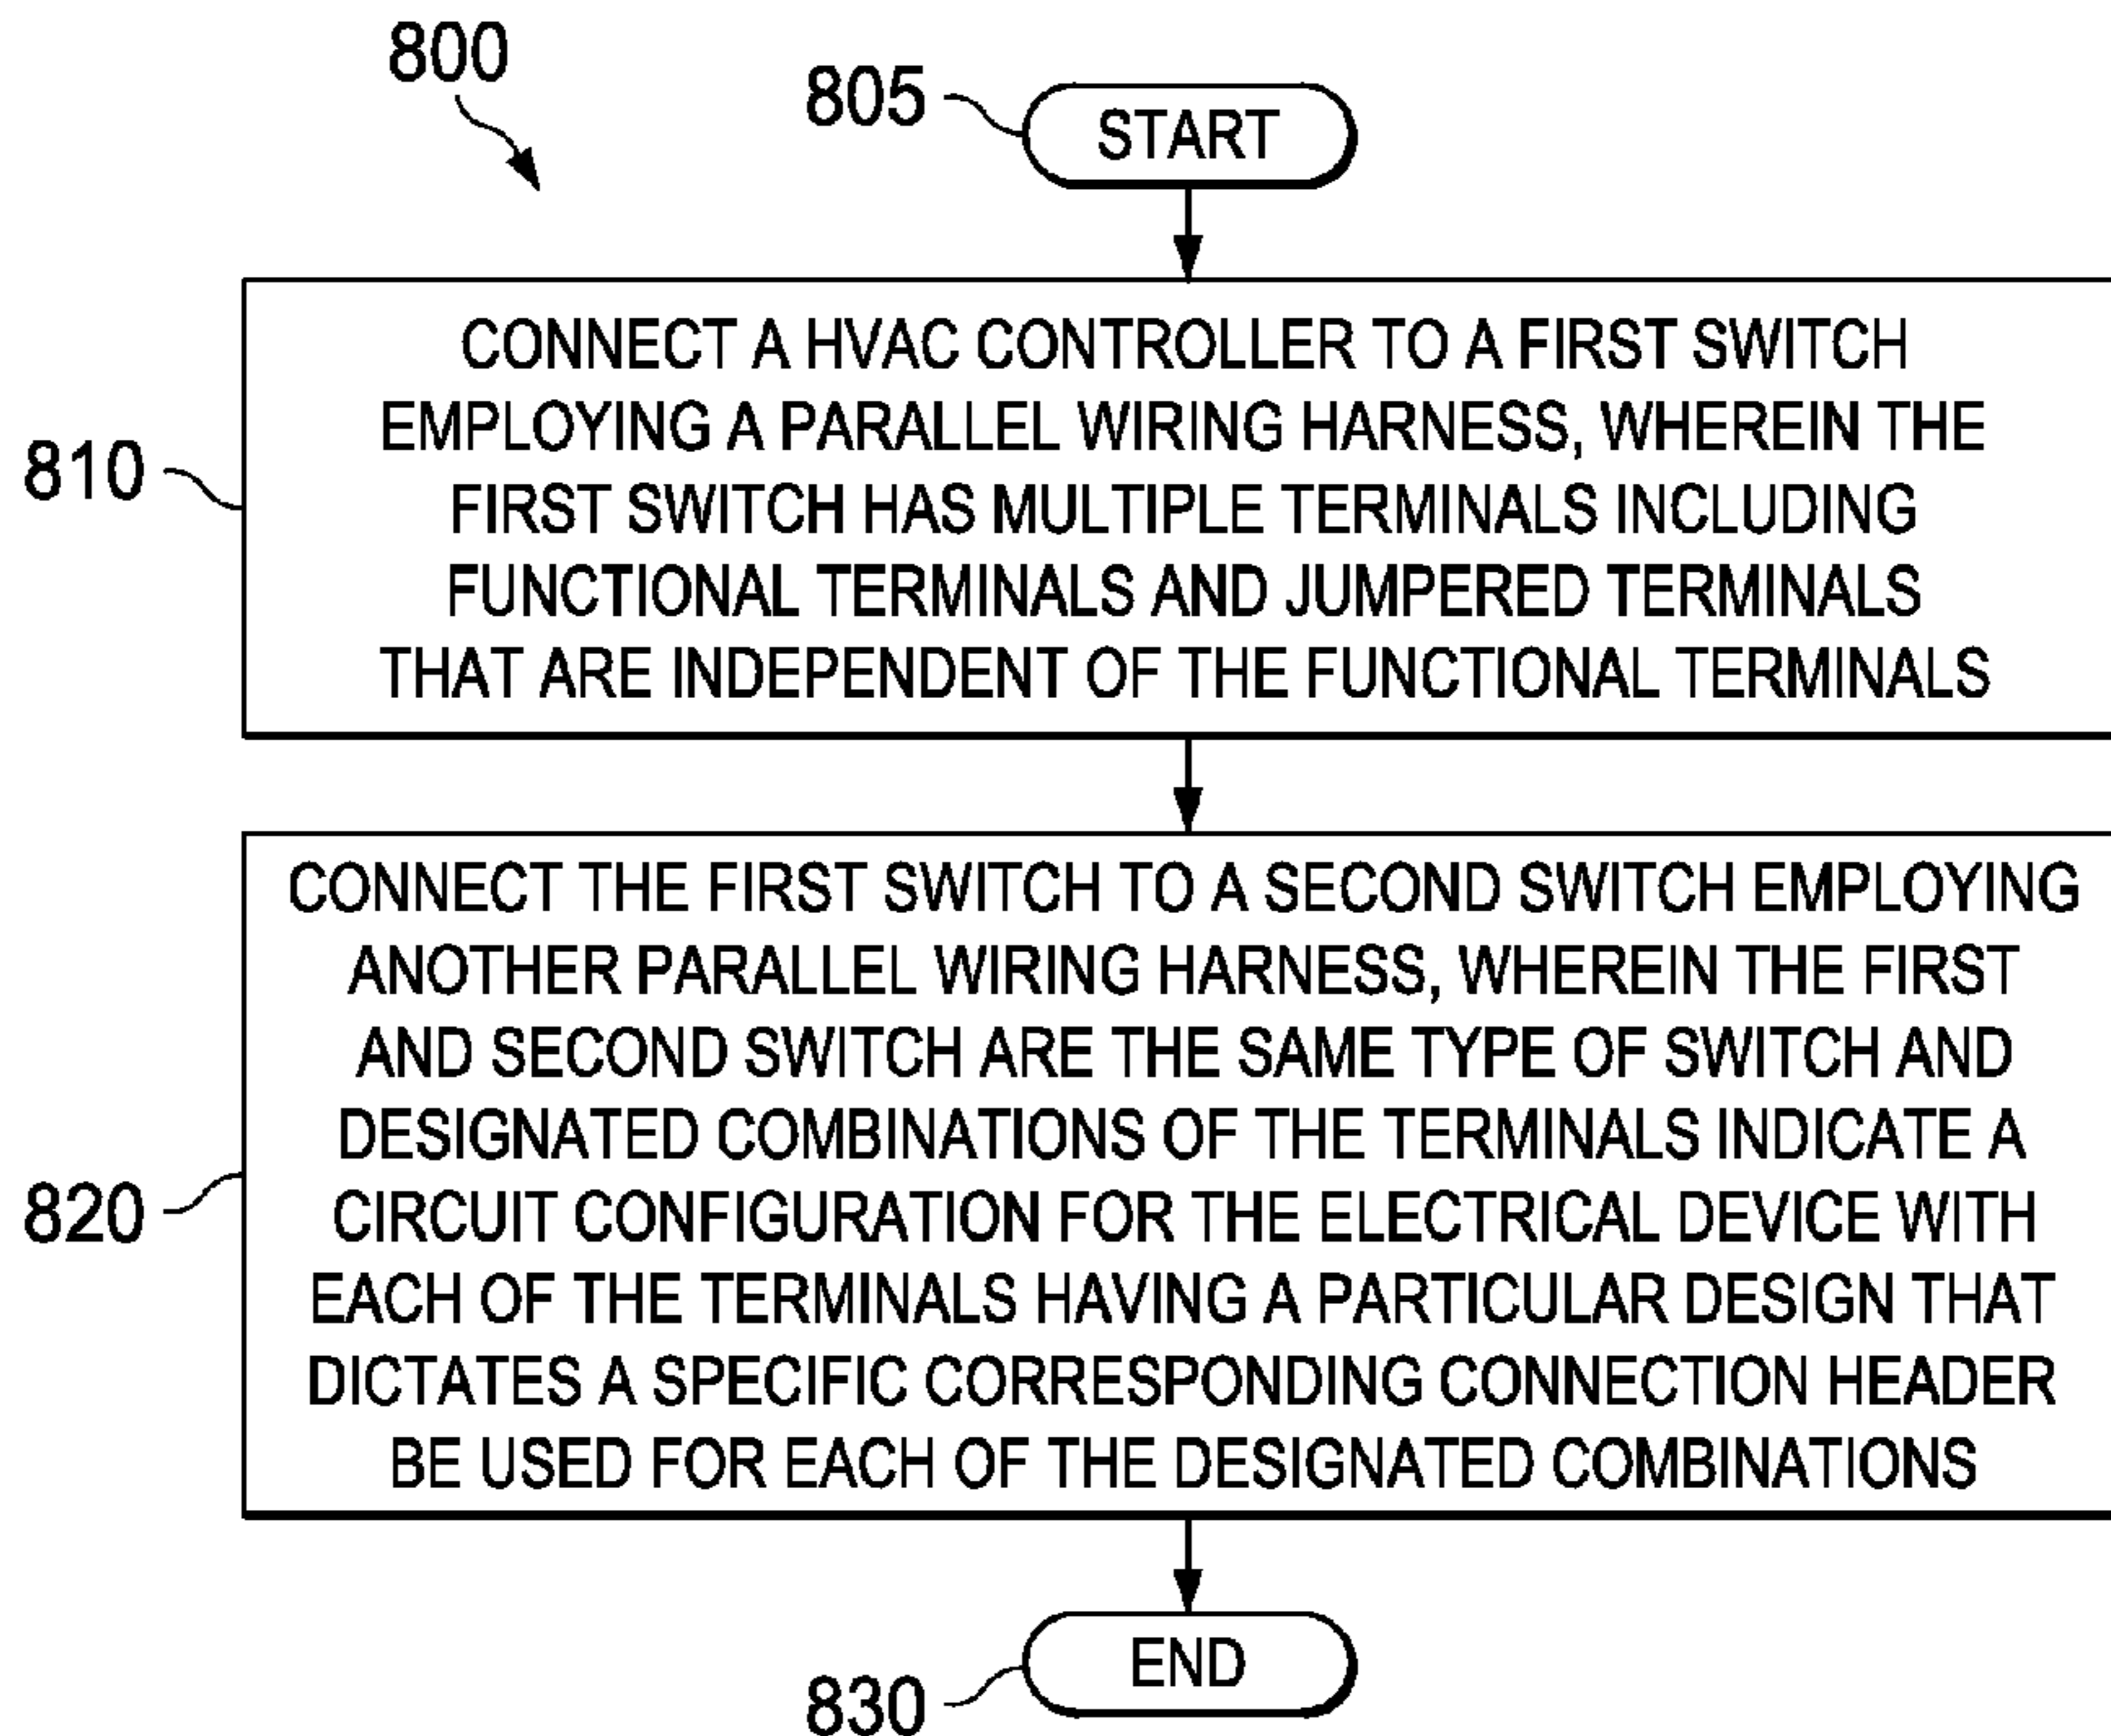 800
805
START
810
CONNECT A HVAC CONTROLLER TO A FIRST SWITCH
EMPLOYING A PARALLEL WIRING HARNESS, WHEREIN THE
FIRST SWITCH HAS MULTIPLE TERMINALS INCLUDING
FUNCTIONAL TERMINALS AND JUMPERED TERMINALS
THAT ARE INDEPENDENT OF THE FUNCTIONAL TERMINALS
820
CONNECT THE FIRST SWITCH TO A SECOND SWITCH EMPLOYING
ANOTHER PARALLEL WIRING HARNESS, WHEREIN THE FIRST
AND SECOND SWITCH ARE THE SAME TYPE OF SWITCH AND
DESIGNATED COMBINATIONS OF THE TERMINALS INDICATE A
CIRCUIT CONFIGURATION FOR THE ELECTRICAL DEVICE WITH
EACH OF THE TERMINALS HAVING A PARTICULAR DESIGN THAT
DICTATES A SPECIFIC CORRESPONDING CONNECTION HEADER
BE USED FOR EACH OF THE DESIGNATED COMBINATIONS
830
END